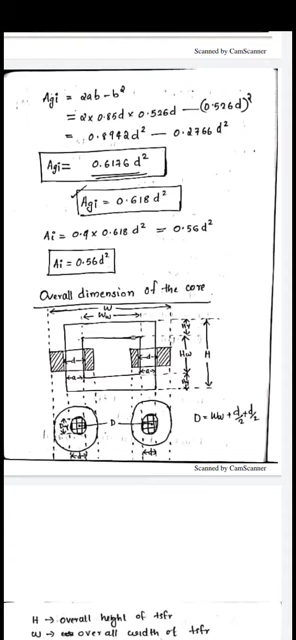 Scanned by CamScanner
Agi = 2ab - b²
= 2 x 0.85d x 0.526d - (0.526d)²
= 0.8942d² - 0.2766d²
Agi = 0.6176 d²
Agi = 0.618 d²
Ai = 0.9 x 0.618 d² = 0.56d²
Ai = 0.56d²
Overall dimension of the core
W
Ww
d
d
a
a
Hw
H
D
D = Ww + d/2 + d/2
d
d
Scanned by CamScanner
H → overall height of tsfr
W → overall width of tsfr